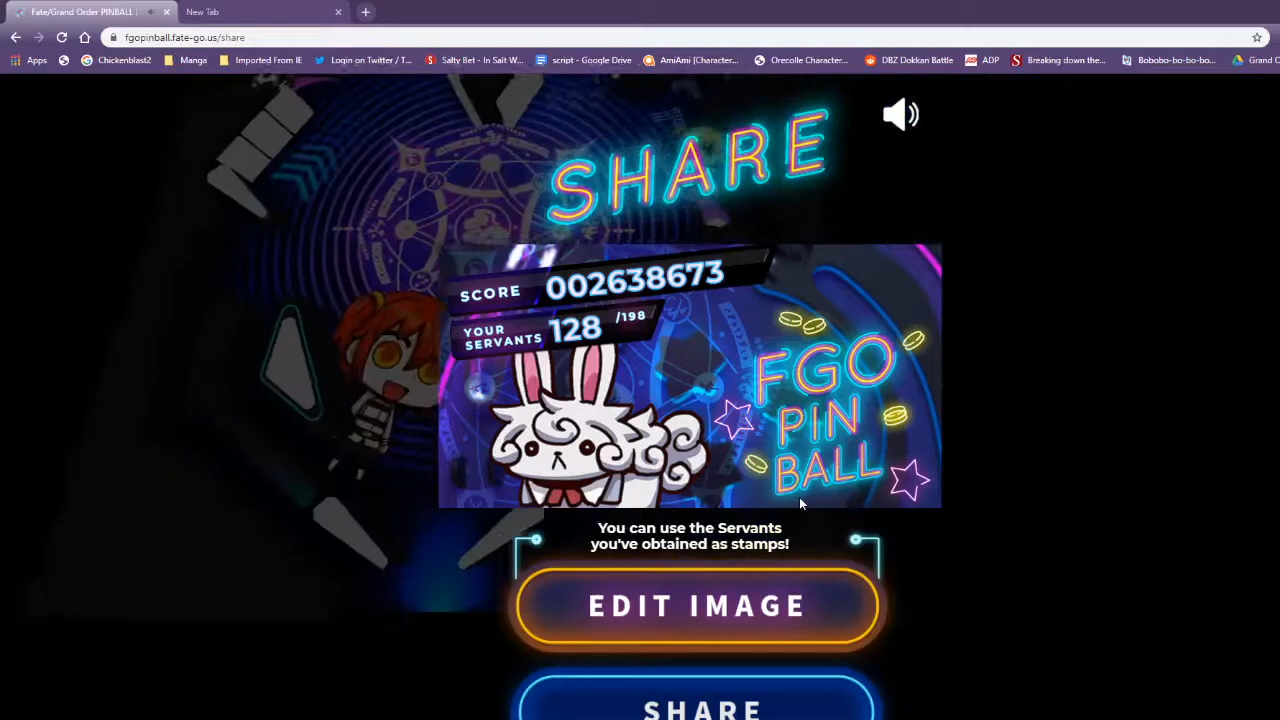 Fate/Grand Order PINBALL
New Tab
fgopinball.fate-go.us/share
Apps
Chickenblast2
Manga
Imported From IE
Login on Twitter / T...
Salty Bet - In Salt W...
script - Google Drive
AmiAmi [Character...
Orecolle Character...
DBZ Dokkan Battle
ADP
Breaking down the...
Bobobo-bo-bo-bo...
Grand O
SHARE
SCORE 002638673
YOUR SERVANTS 128 /198
FGO
PIN
BALL
You can use the Servants
you've obtained as stamps!
EDIT IMAGE
SHARE